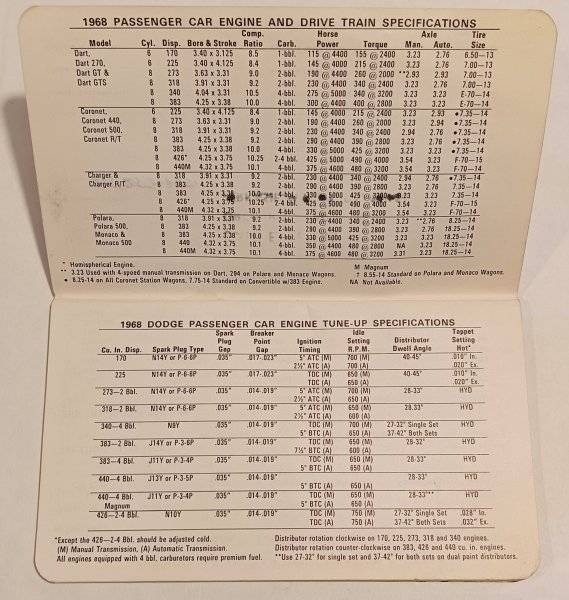 1968 PASSENGER CAR ENGINE AND DRIVE TRAIN SPECIFICATIONS
Comp. Horse Axle Tire
Model Cyl. Disp. Bore & Stroke Ratio Carb. Power Torque Man. Auto. Size
Dart, 6 170 3.40 x 3.125 8.5 1-bbl. 115 @ 4400 155 @ 2400 3.23 3.23 6.50—13
Dart 270, 6 225 3.40 x 4.125 8.4 1-bbl. 145 @ 4000 215 @ 2400 3.23 2.76 7.00—13
Dart GT & 8 273 3.63 x 3.31 9.0 2-bbl. 190 @ 4400 260 @ 2000 **2.93 2.76 7.00—13
Dart GTS 8 318 3.91 x 3.31 9.2 2-bbl. 230 @ 4400 340 @ 2400 3.23 2.93 7.00—13
8 340 4.04 x 3.31 10.5 4-bbl. 275 @ 5000 340 @ 3200 3.23 3.23 E-70—14
8 383 4.25 x 3.38 10.0 4-bbl. 300 @ 4400 400 @ 2800 3.23 3.23 E-70—14
Coronet, 6 225 3.40 x 4.125 8.4 1-bbl. 145 @ 4000 215 @ 2400 3.23 2.93 •7.35—14
Coronet 440, 8 273 3.63 x 3.31 9.0 2-bbl. 190 @ 4400 260 @ 2000 3.23 2.94 •7.35—14
Coronet 500, 8 318 3.91 x 3.31 9.2 2-bbl. 230 @ 4400 340 @ 2400 2.94 2.76 •7.35—14
Coronet R/T 8 383 4.25 x 3.38 9.2 2-bbl. 290 @ 4400 390 @ 2800 3.23 2.76 •7.35—14
8 383 4.25 x 3.38 10.0 4-bbl. 330 @ 5000 425 @ 3200 3.23 3.23 •7.35—14
8 426* 4.25 x 3.75 10.25 2-4 bbl. 425 @ 5000 490 @ 4000 3.54 3.23 F-70—15
8 440M 4.32 x 3.75 10.1 4-bbl. 375 @ 4600 480 @ 3200 3.54 3.23 F-70—14
Charger & 8 318 3.91 x 3.31 9.2 2-bbl. 230 @ 4400 340 @ 2400 2.94 2.76 •7.35—14
Charger R/T 8 383 4.25 x 3.38 9.2 2-bbl. 290 @ 4400 390 @ 2800 3.23 2.76 7.35—14
8 383 4.25 x 3.38 10.0 4-bbl. 330 @ 5000 425 @ 3200 3.23 3.23 7.35—14
8 426* 4.25 x 3.75 10.25 2-4 bbl. 425 @ 5000 490 @ 4000 3.54 3.23 F-70—15
8 440M 4.32 x 3.75 10.1 4-bbl. 375 @ 4600 480 @ 3200 3.54 3.23 F-70—14
Polara, 8 318 3.91 x 3.31 9.2 2-bbl. 230 @ 4400 340 @ 2400 3.23 **2.76 8.25—14
Polara 500, 8 383 4.25 x 3.38 9.2 2-bbl. 290 @ 4400 390 @ 2800 3.23 2.76 †8.25—14
Monaco & 8 383 4.25 x 3.38 10.0 4-bbl. 330 @ 5000 425 @ 3200 3.23 3.23 †8.25—14
Monaco 500 8 440 4.32 x 3.75 10.1 4-bbl. 350 @ 4400 480 @ 2800 NA 3.23 †8.25—14
8 440M 4.32 x 3.75 10.1 4-bbl. 375 @ 4600 480 @ 3200 3.31 3.23 †8.25—14
* Homispherical Engine. M Magnum
** 3.23 Used with 4-speed manual transmission on Dart, 294 on Polara and Monaco Wagons. † 8.55-14 Standard on Polara and Monaco Wagons.
• 8.25-14 on All Coronet Station Wagons, 7.75-14 Standard on Convertible w/383 Engine. NA Not Available.
1968 DODGE PASSENGER CAR ENGINE TUNE-UP SPECIFICATIONS
Spark Breaker Idle Tappet
Plug Point Ignition Setting Distributor Setting
Cu. In. Disp. Spark Plug Type Gap Gap Timing R.P.M. Dwell Angle Hot*
170 N14Y or P-6-6P .035" .017-.023" 5° ATC (M) 700 (M) 40-45° .010" In.
2½° ATC (A) 700 (A) .020" Ex.
225 N14Y or P-6-6P .035" .017-.023" TDC (M) 650 (M) 40-45° .010" In.
TDC (A) 650 (A) .020" Ex.
273—2 Bbl. N14Y or P-6-6P .035" .014-.019" 5° ATC (M) 700 (M) 28-33° HYD
2½° ATC (A) 650 (A)
318—2 Bbl. N14Y or P-6-6P .035" .014-.019" 5° ATC (M) 650 (M) 28-33° HYD
2½° ATC (A) 600 (A)
340—4 Bbl. N9Y .035" .014-.019" TDC (M) 700 (M) 27-32° Single Set HYD
5° BTC (A) 650 (A) 37-42° Both Sets
383—2 Bbl. J14Y or P-3-6P .035" .014-.019" TDC (M) 650 (M) 28-32° HYD
7½° BTC (A) 600 (A)
383—4 Bbl. J11Y or P-3-4P .035" .014-.019" TDC (M) 650 (M) 28-33° HYD
5° BTC (A) 650 (A)
440—4 Bbl. J13Y or P-3-5P .035" .014-.019" 28-33° HYD
5° BTC (A) 650 (A)
440—4 Bbl. J11Y or P-3-4P .035" .014-.019" TDC (M) 650 (M) 28-33°** HYD
Magnum 5° BTC (A) 650 (A)
426—2-4 Bbl. N10Y .035" .014-.019" TDC (M) 750 (M) 27-32° Single Set .028" In.
TDC (A) 750 (A) 37-42° Both Sets .032" Ex.
*Except the 426—2-4 Bbl. should be adjusted cold. Distributor rotation clockwise on 170, 225, 273, 318 and 340 engines.
(M) Manual Transmission, (A) Automatic Transmission. Distributor rotation counter-clockwise on 383, 426 and 440 cu. in. engines.
All engines equipped with 4 bbl. carburetors require premium fuel. **Use 27-32° for single set and 37-42° for both sets on dual point distributors.